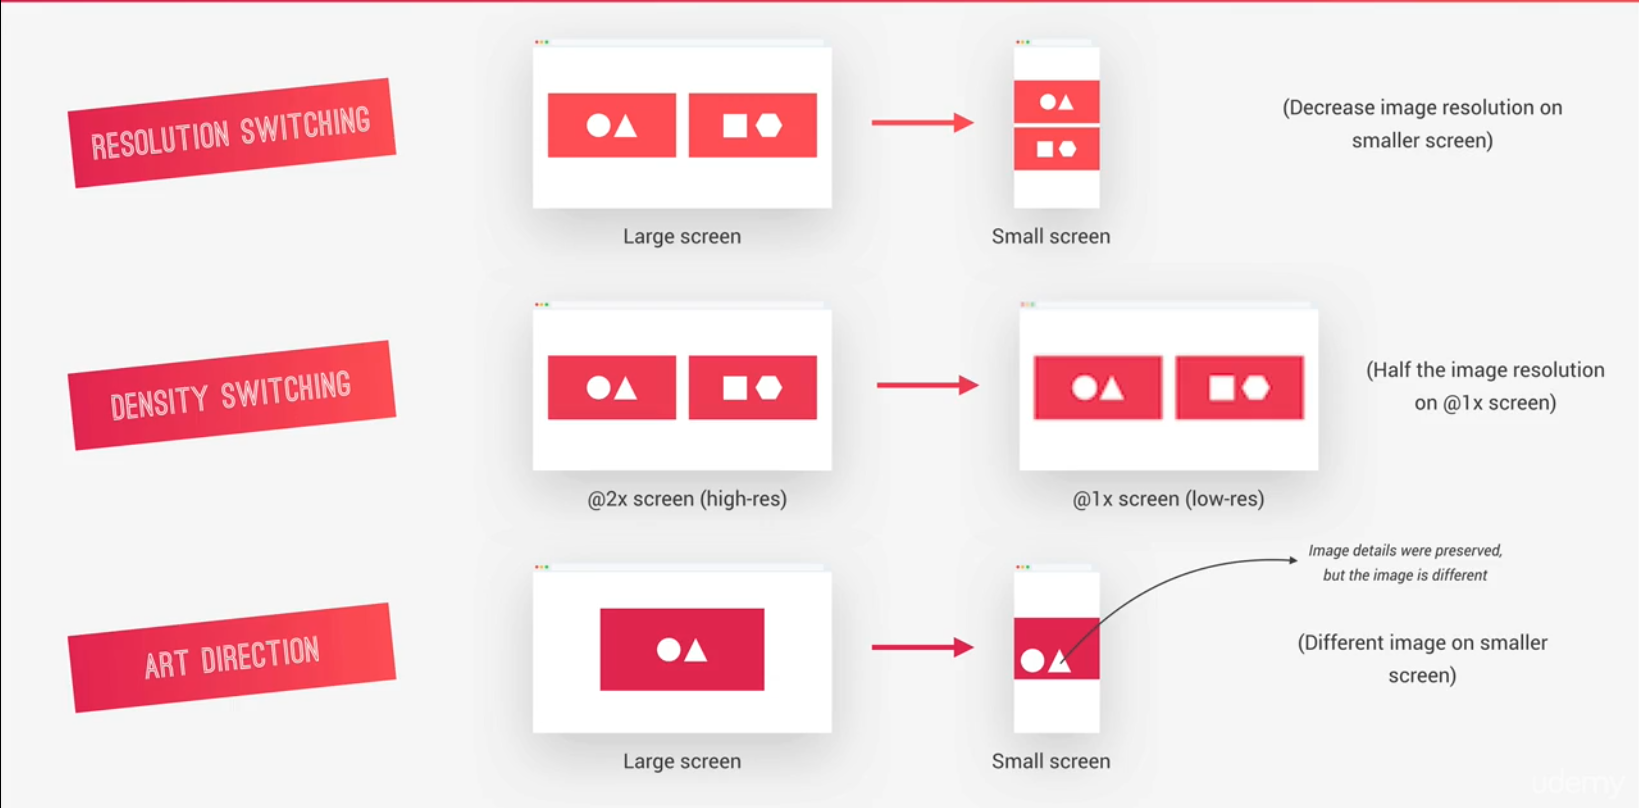 RESOLUTION SWITCHING
Large screen
Small screen
(Decrease image resolution on
smaller screen)
DENSITY SWITCHING
@2x screen (high-res)
@1x screen (low-res)
(Half the image resolution
on @1x screen)
ART DIRECTION
Large screen
Small screen
Image details were preserved,
but the image is different
(Different image on smaller
screen)
udemy